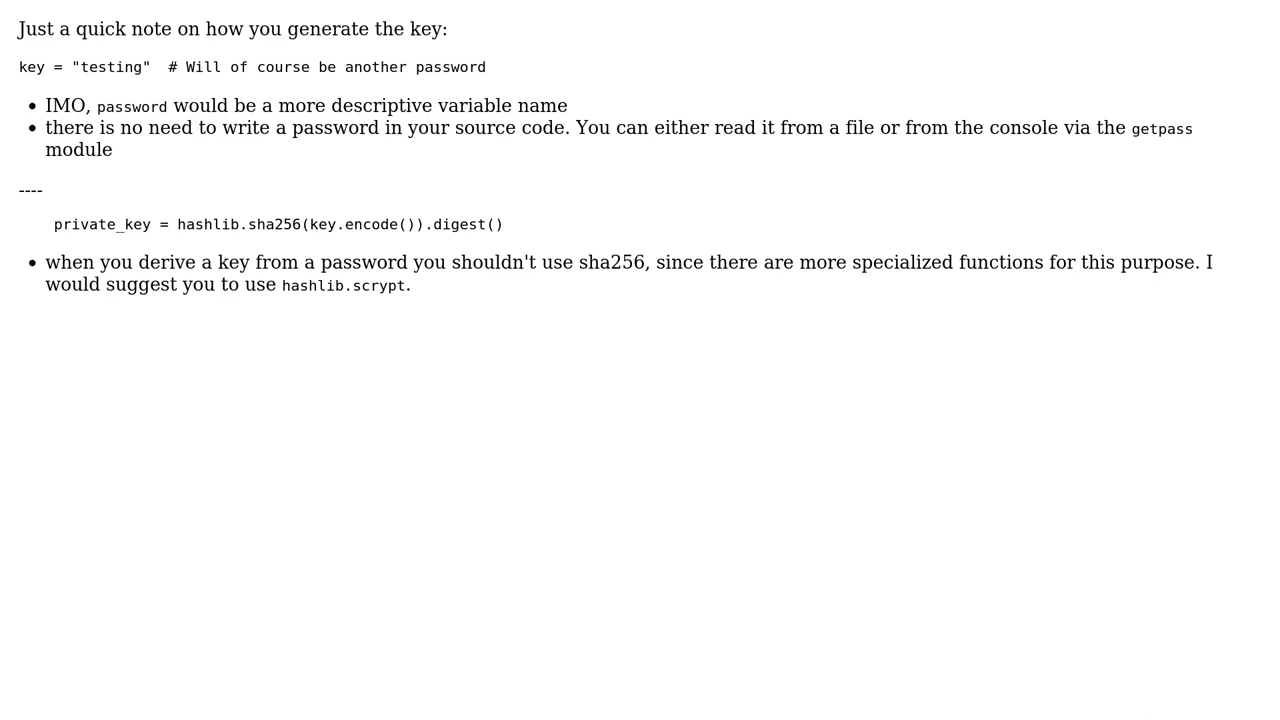 Just a quick note on how you generate the key:
key = "testing"  # Will of course be another password
• IMO, password would be a more descriptive variable name
• there is no need to write a password in your source code. You can either read it from a file or from the console via the getpass
module
----
    private_key = hashlib.sha256(key.encode()).digest()
• when you derive a key from a password you shouldn't use sha256, since there are more specialized functions for this purpose. I
would suggest you to use hashlib.scrypt.